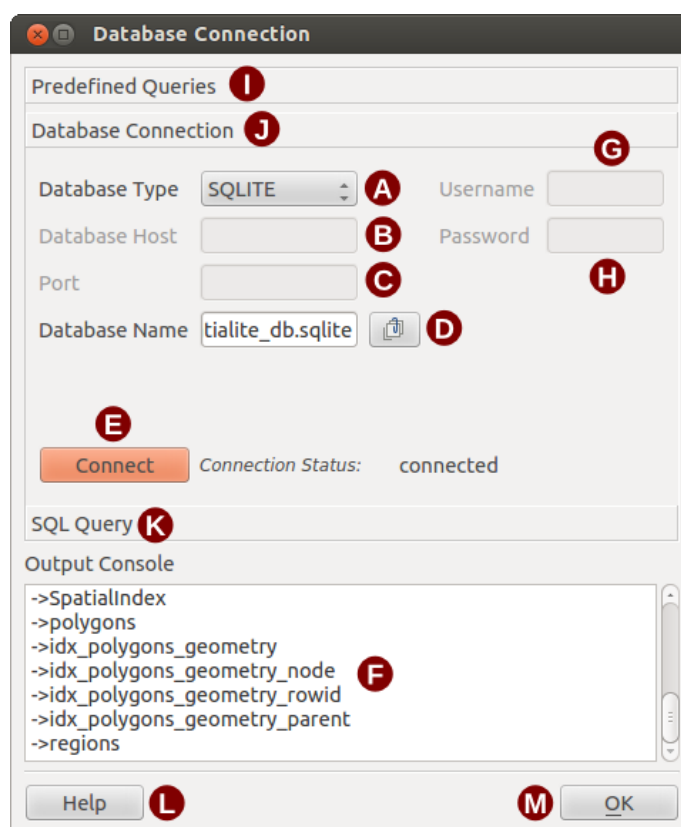 Database Connection
Predefined Queries I
Database Connection J
G
Database Type SQLITE A Username
Database Host B Password
Port C H
Database Name tialite_db.sqlite D
E
Connect Connection Status: connected
SQL Query K
Output Console
->SpatialIndex
->polygons
->idx_polygons_geometry
->idx_polygons_geometry_node F
->idx_polygons_geometry_rowid
->idx_polygons_geometry_parent
->regions
Help L M OK